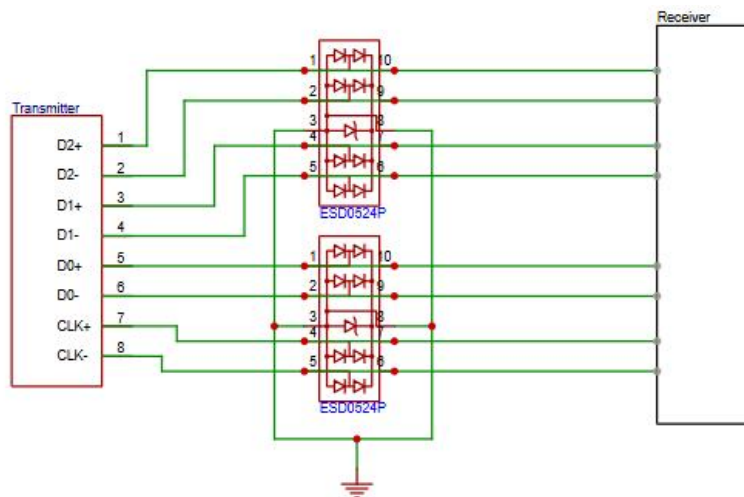 Receiver
Transmitter
D2+ 1
D2- 2
D1+ 3
D1- 4
D0+ 5
D0- 6
CLK+ 7
CLK- 8
1 10
2 9
3 8
4 7
5 6
ESD0524P
1 10
2 9
3 8
4 7
5 6
ESD0524P